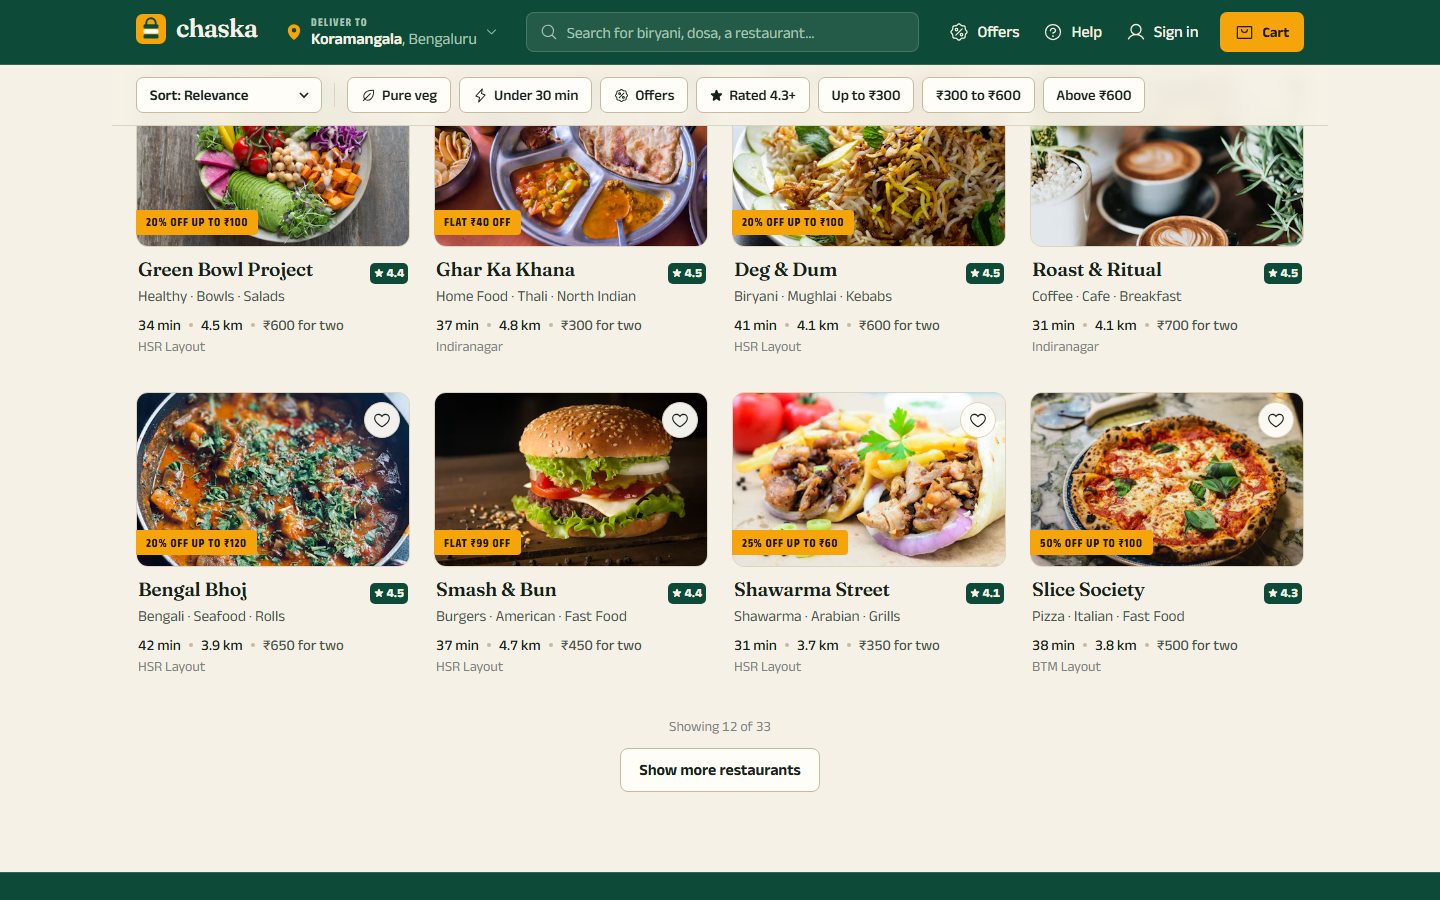 chaska
DELIVER TO
Koramangala, Bengaluru
Search for biryani, dosa, a restaurant...
Offers
Help
Sign in
Cart
Sort: Relevance
Pure veg
Under 30 min
Offers
Rated 4.3+
Up to ₹300
₹300 to ₹600
Above ₹600
20% OFF UP TO ₹100
FLAT ₹40 OFF
20% OFF UP TO ₹100
Green Bowl Project
4.4
Healthy · Bowls · Salads
34 min • 4.5 km • ₹600 for two
HSR Layout
Ghar Ka Khana
4.5
Home Food · Thali · North Indian
37 min • 4.8 km • ₹300 for two
Indiranagar
Deg & Dum
4.5
Biryani · Mughlai · Kebabs
41 min • 4.1 km • ₹600 for two
HSR Layout
Roast & Ritual
4.5
Coffee · Cafe · Breakfast
31 min • 4.1 km • ₹700 for two
Indiranagar
20% OFF UP TO ₹120
FLAT ₹99 OFF
25% OFF UP TO ₹60
50% OFF UP TO ₹100
Bengal Bhoj
4.5
Bengali · Seafood · Rolls
42 min • 3.9 km • ₹650 for two
HSR Layout
Smash & Bun
4.4
Burgers · American · Fast Food
37 min • 4.7 km • ₹450 for two
HSR Layout
Shawarma Street
4.1
Shawarma · Arabian · Grills
31 min • 3.7 km • ₹350 for two
HSR Layout
Slice Society
4.3
Pizza · Italian · Fast Food
38 min • 3.8 km • ₹500 for two
BTM Layout
Showing 12 of 33
Show more restaurants